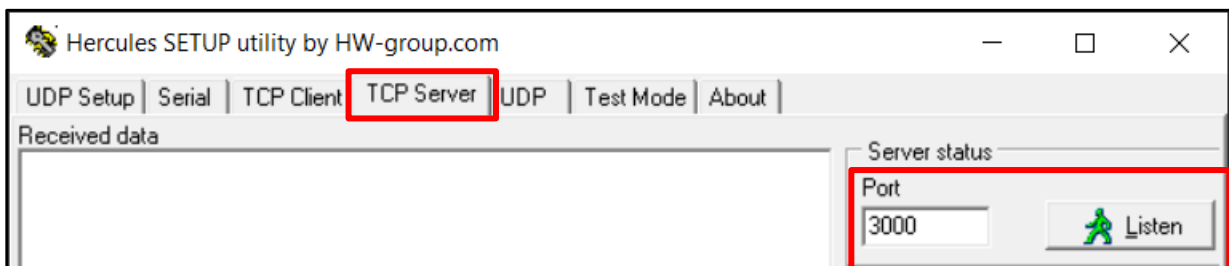 Hercules SETUP utility by HW-group.com
UDP Setup Serial TCP Client TCP Server UDP Test Mode About
Received data
Server status
Port
3000
Listen